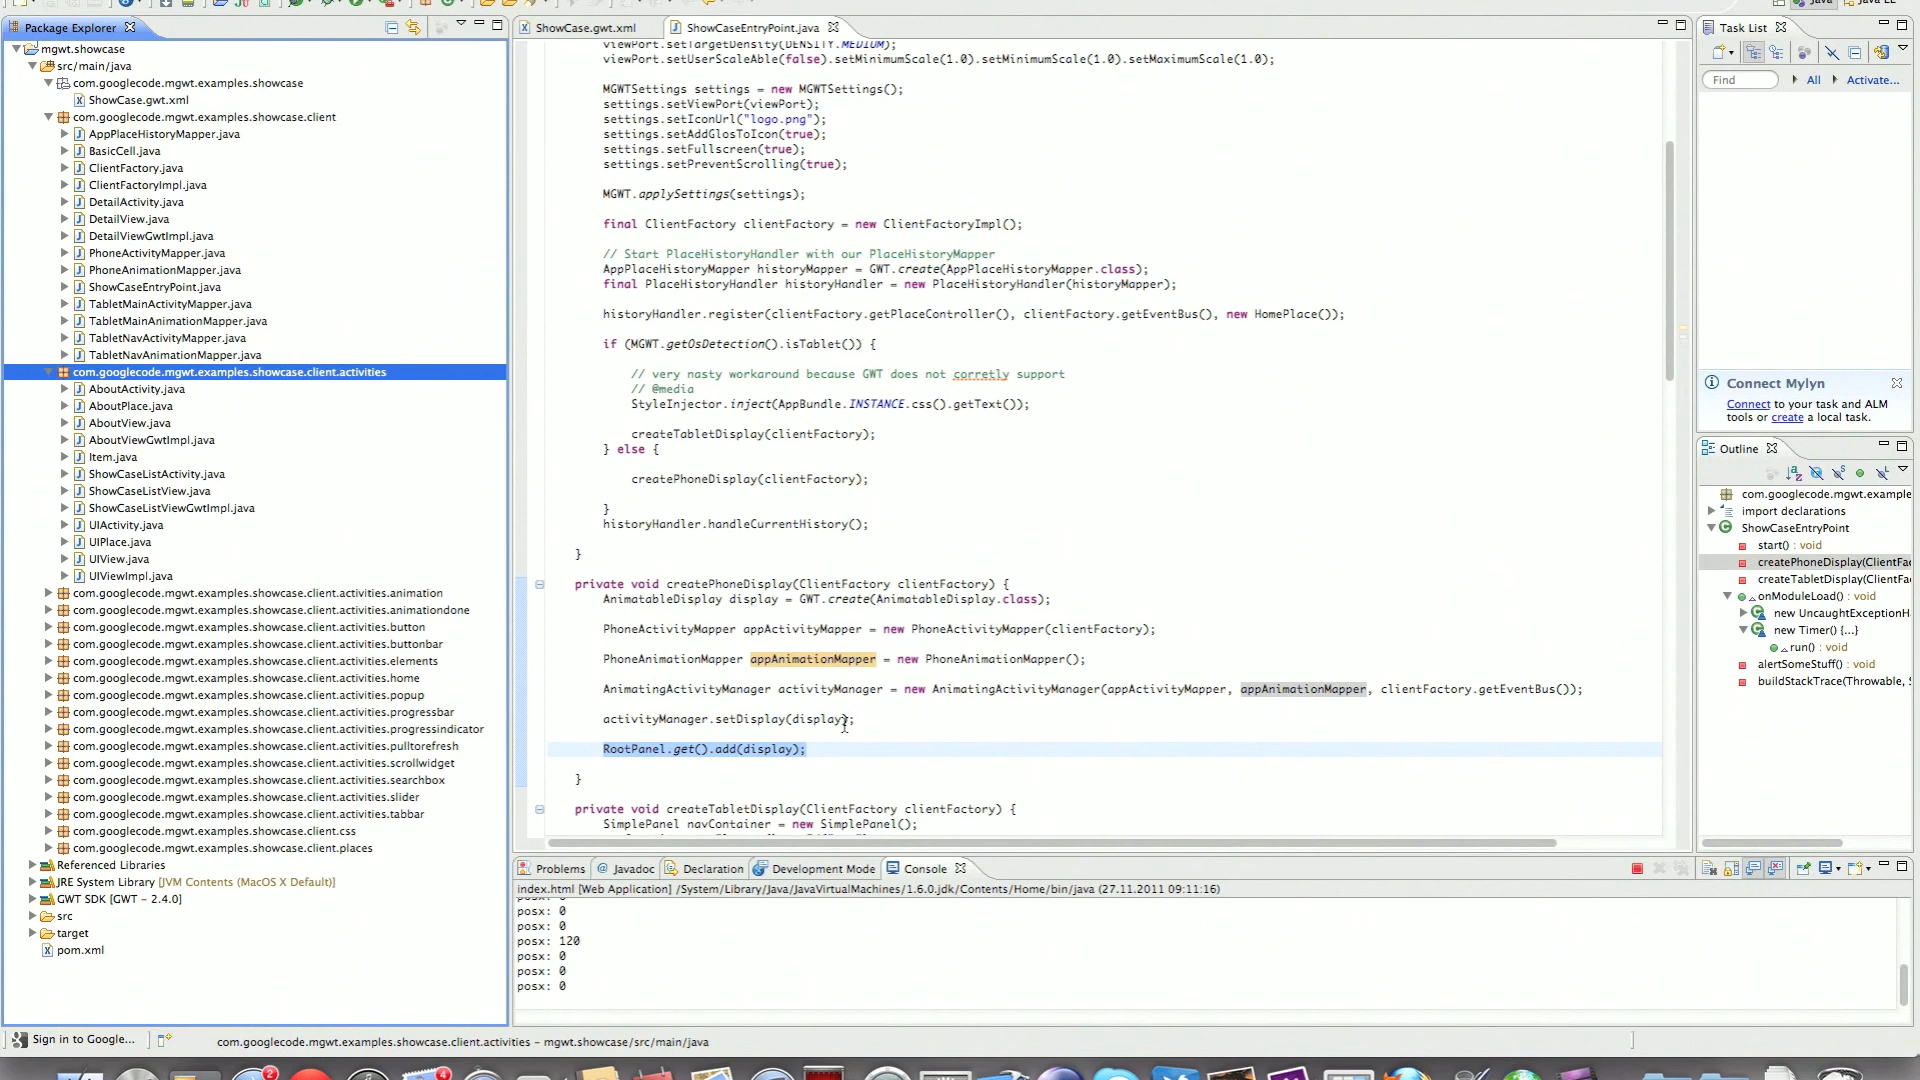 Package Explorer
mgwt.showcase
src/main/java
com.googlecode.mgwt.examples.showcase
ShowCase.gwt.xml
com.googlecode.mgwt.examples.showcase.client
AppPlaceHistoryMapper.java
BasicCell.java
ClientFactory.java
ClientFactoryImpl.java
DetailActivity.java
DetailView.java
DetailViewGwtImpl.java
PhoneActivityMapper.java
PhoneAnimationMapper.java
ShowCaseEntryPoint.java
TabletMainActivityMapper.java
TabletMainAnimationMapper.java
TabletNavActivityMapper.java
TabletNavAnimationMapper.java
com.googlecode.mgwt.examples.showcase.client.activities
AboutActivity.java
AboutPlace.java
AboutView.java
AboutViewGwtImpl.java
Item.java
ShowCaseListActivity.java
ShowCaseListView.java
ShowCaseListViewGwtImpl.java
UIActivity.java
UIPlace.java
UIView.java
UIViewImpl.java
com.googlecode.mgwt.examples.showcase.client.activities.animation
com.googlecode.mgwt.examples.showcase.client.activities.animationdone
com.googlecode.mgwt.examples.showcase.client.activities.button
com.googlecode.mgwt.examples.showcase.client.activities.buttonbar
com.googlecode.mgwt.examples.showcase.client.activities.elements
com.googlecode.mgwt.examples.showcase.client.activities.home
com.googlecode.mgwt.examples.showcase.client.activities.popup
com.googlecode.mgwt.examples.showcase.client.activities.progressbar
com.googlecode.mgwt.examples.showcase.client.activities.progressindicator
com.googlecode.mgwt.examples.showcase.client.activities.pulltorefresh
com.googlecode.mgwt.examples.showcase.client.activities.scrollwidget
com.googlecode.mgwt.examples.showcase.client.activities.searchbox
com.googlecode.mgwt.examples.showcase.client.activities.slider
com.googlecode.mgwt.examples.showcase.client.activities.tabbar
com.googlecode.mgwt.examples.showcase.client.css
com.googlecode.mgwt.examples.showcase.client.places
Referenced Libraries
JRE System Library [JVM Contents (MacOS X Default)]
GWT SDK [GWT - 2.4.0]
src
target
pom.xml
ShowCase.gwt.xml
ShowCaseEntryPoint.java
viewPort.setTargetDensity(DENSITY.MEDIUM);
viewPort.setUserScaleAble(false).setMinimumScale(1.0).setMinimumScale(1.0).setMaximumScale(1.0);
MGWTSettings settings = new MGWTSettings();
settings.setViewPort(viewPort);
settings.setIconUrl("logo.png");
settings.setAddGlosToIcon(true);
settings.setFullscreen(true);
settings.setPreventScrolling(true);
MGWT.applySettings(settings);
final ClientFactory clientFactory = new ClientFactoryImpl();
// Start PlaceHistoryHandler with our PlaceHistoryMapper
AppPlaceHistoryMapper historyMapper = GWT.create(AppPlaceHistoryMapper.class);
final PlaceHistoryHandler historyHandler = new PlaceHistoryHandler(historyMapper);
historyHandler.register(clientFactory.getPlaceController(), clientFactory.getEventBus(), new HomePlace());
if (MGWT.getOsDetection().isTablet()) {
// very nasty workaround because GWT does not corretly support
// @media
StyleInjector.inject(AppBundle.INSTANCE.css().getText());
createTabletDisplay(clientFactory);
} else {
createPhoneDisplay(clientFactory);
}
historyHandler.handleCurrentHistory();
}
private void createPhoneDisplay(ClientFactory clientFactory) {
AnimatableDisplay display = GWT.create(AnimatableDisplay.class);
PhoneActivityMapper appActivityMapper = new PhoneActivityMapper(clientFactory);
PhoneAnimationMapper appAnimationMapper = new PhoneAnimationMapper();
AnimatingActivityManager activityManager = new AnimatingActivityManager(appActivityMapper, appAnimationMapper, clientFactory.getEventBus());
activityManager.setDisplay(display);
RootPanel.get().add(display);
}
private void createTabletDisplay(ClientFactory clientFactory) {
SimplePanel navContainer = new SimplePanel();
Problems
Javadoc
Declaration
Development Mode
Console
index.html [Web Application] /System/Library/Java/JavaVirtualMachines/1.6.0.jdk/Contents/Home/bin/java (27.11.2011 09:11:16)
posx: 0
posx: 0
posx: 120
posx: 0
posx: 0
posx: 0
Task List
Find
All
Activate...
Connect Mylyn
Connect to your task and ALM
tools or create a local task.
Outline
com.googlecode.mgwt.example
import declarations
ShowCaseEntryPoint
start() : void
createPhoneDisplay(ClientFac
createTabletDisplay(ClientFa
onModuleLoad() : void
new UncaughtExceptionH
new Timer() {...}
run() : void
alertSomeStuff() : void
buildStackTrace(Throwable, S
Sign in to Google...
com.googlecode.mgwt.examples.showcase.client.activities - mgwt.showcase/src/main/java
2
4